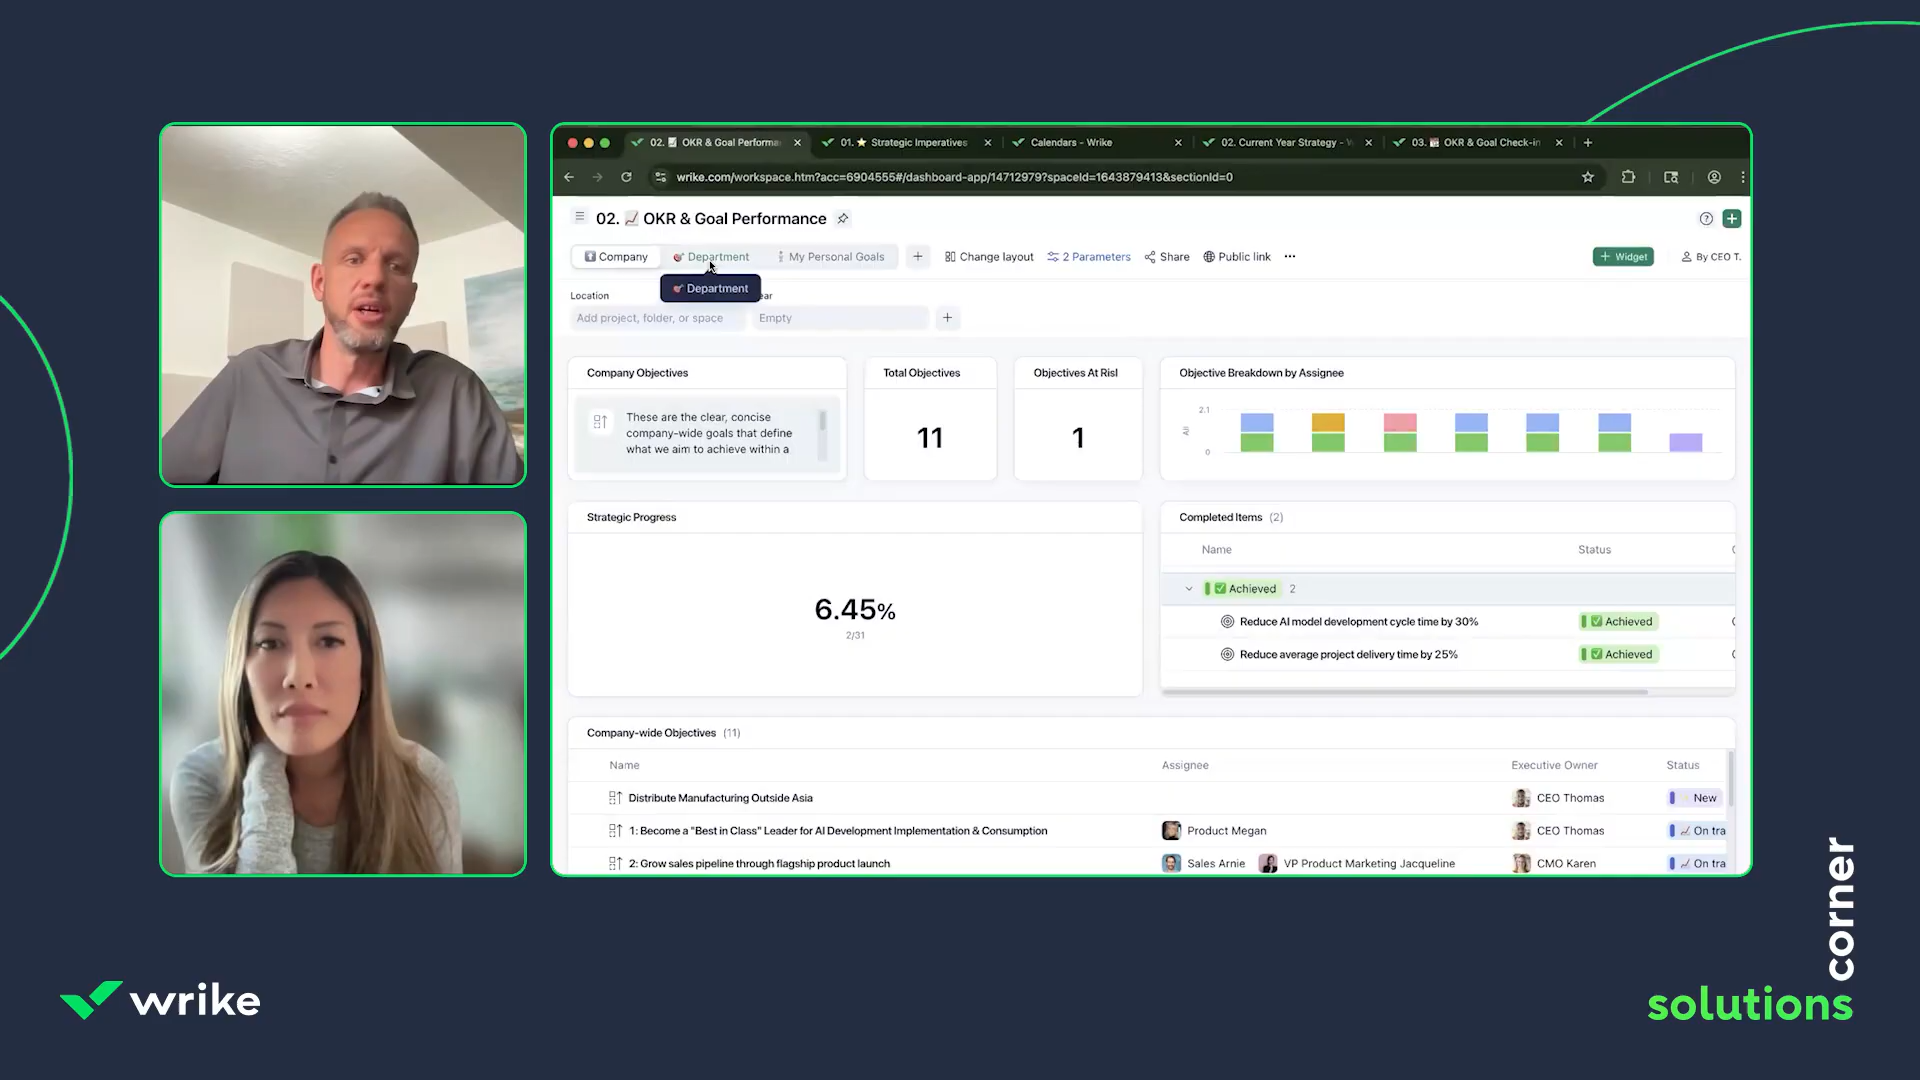 02. OKR & Goal Performa
01. Strategic Imperatives
Calendars - Wrike
02. Current Year Strategy -
03. OKR & Goal Check-in
wrike.com/workspace.htm?acc=6904555#/dashboard-app/14712979?spaceId=1643879413&sectionId=0
02. OKR & Goal Performance
Company
Department
My Personal Goals
Change layout
2 Parameters
Share
Public link
Widget
By CEO T.
Department
Location
Add project, folder, or space
Empty
Company Objectives
These are the clear, concise
company-wide goals that define
what we aim to achieve within a
Total Objectives
11
Objectives At Ris
1
Objective Breakdown by Assignee
2.1
All
0
Strategic Progress
6.45%
2/31
Completed Items (2)
Name Status
Achieved 2
Reduce AI model development cycle time by 30% Achieved
Reduce average project delivery time by 25% Achieved
Company-wide Objectives (11)
Name Assignee Executive Owner Status
Distribute Manufacturing Outside Asia CEO Thomas New
1: Become a "Best in Class" Leader for AI Development Implementation & Consumption Product Megan CEO Thomas On tra
2: Grow sales pipeline through flagship product launch Sales Arnie VP Product Marketing Jacqueline CMO Karen On tra
wrike
solutions
corner